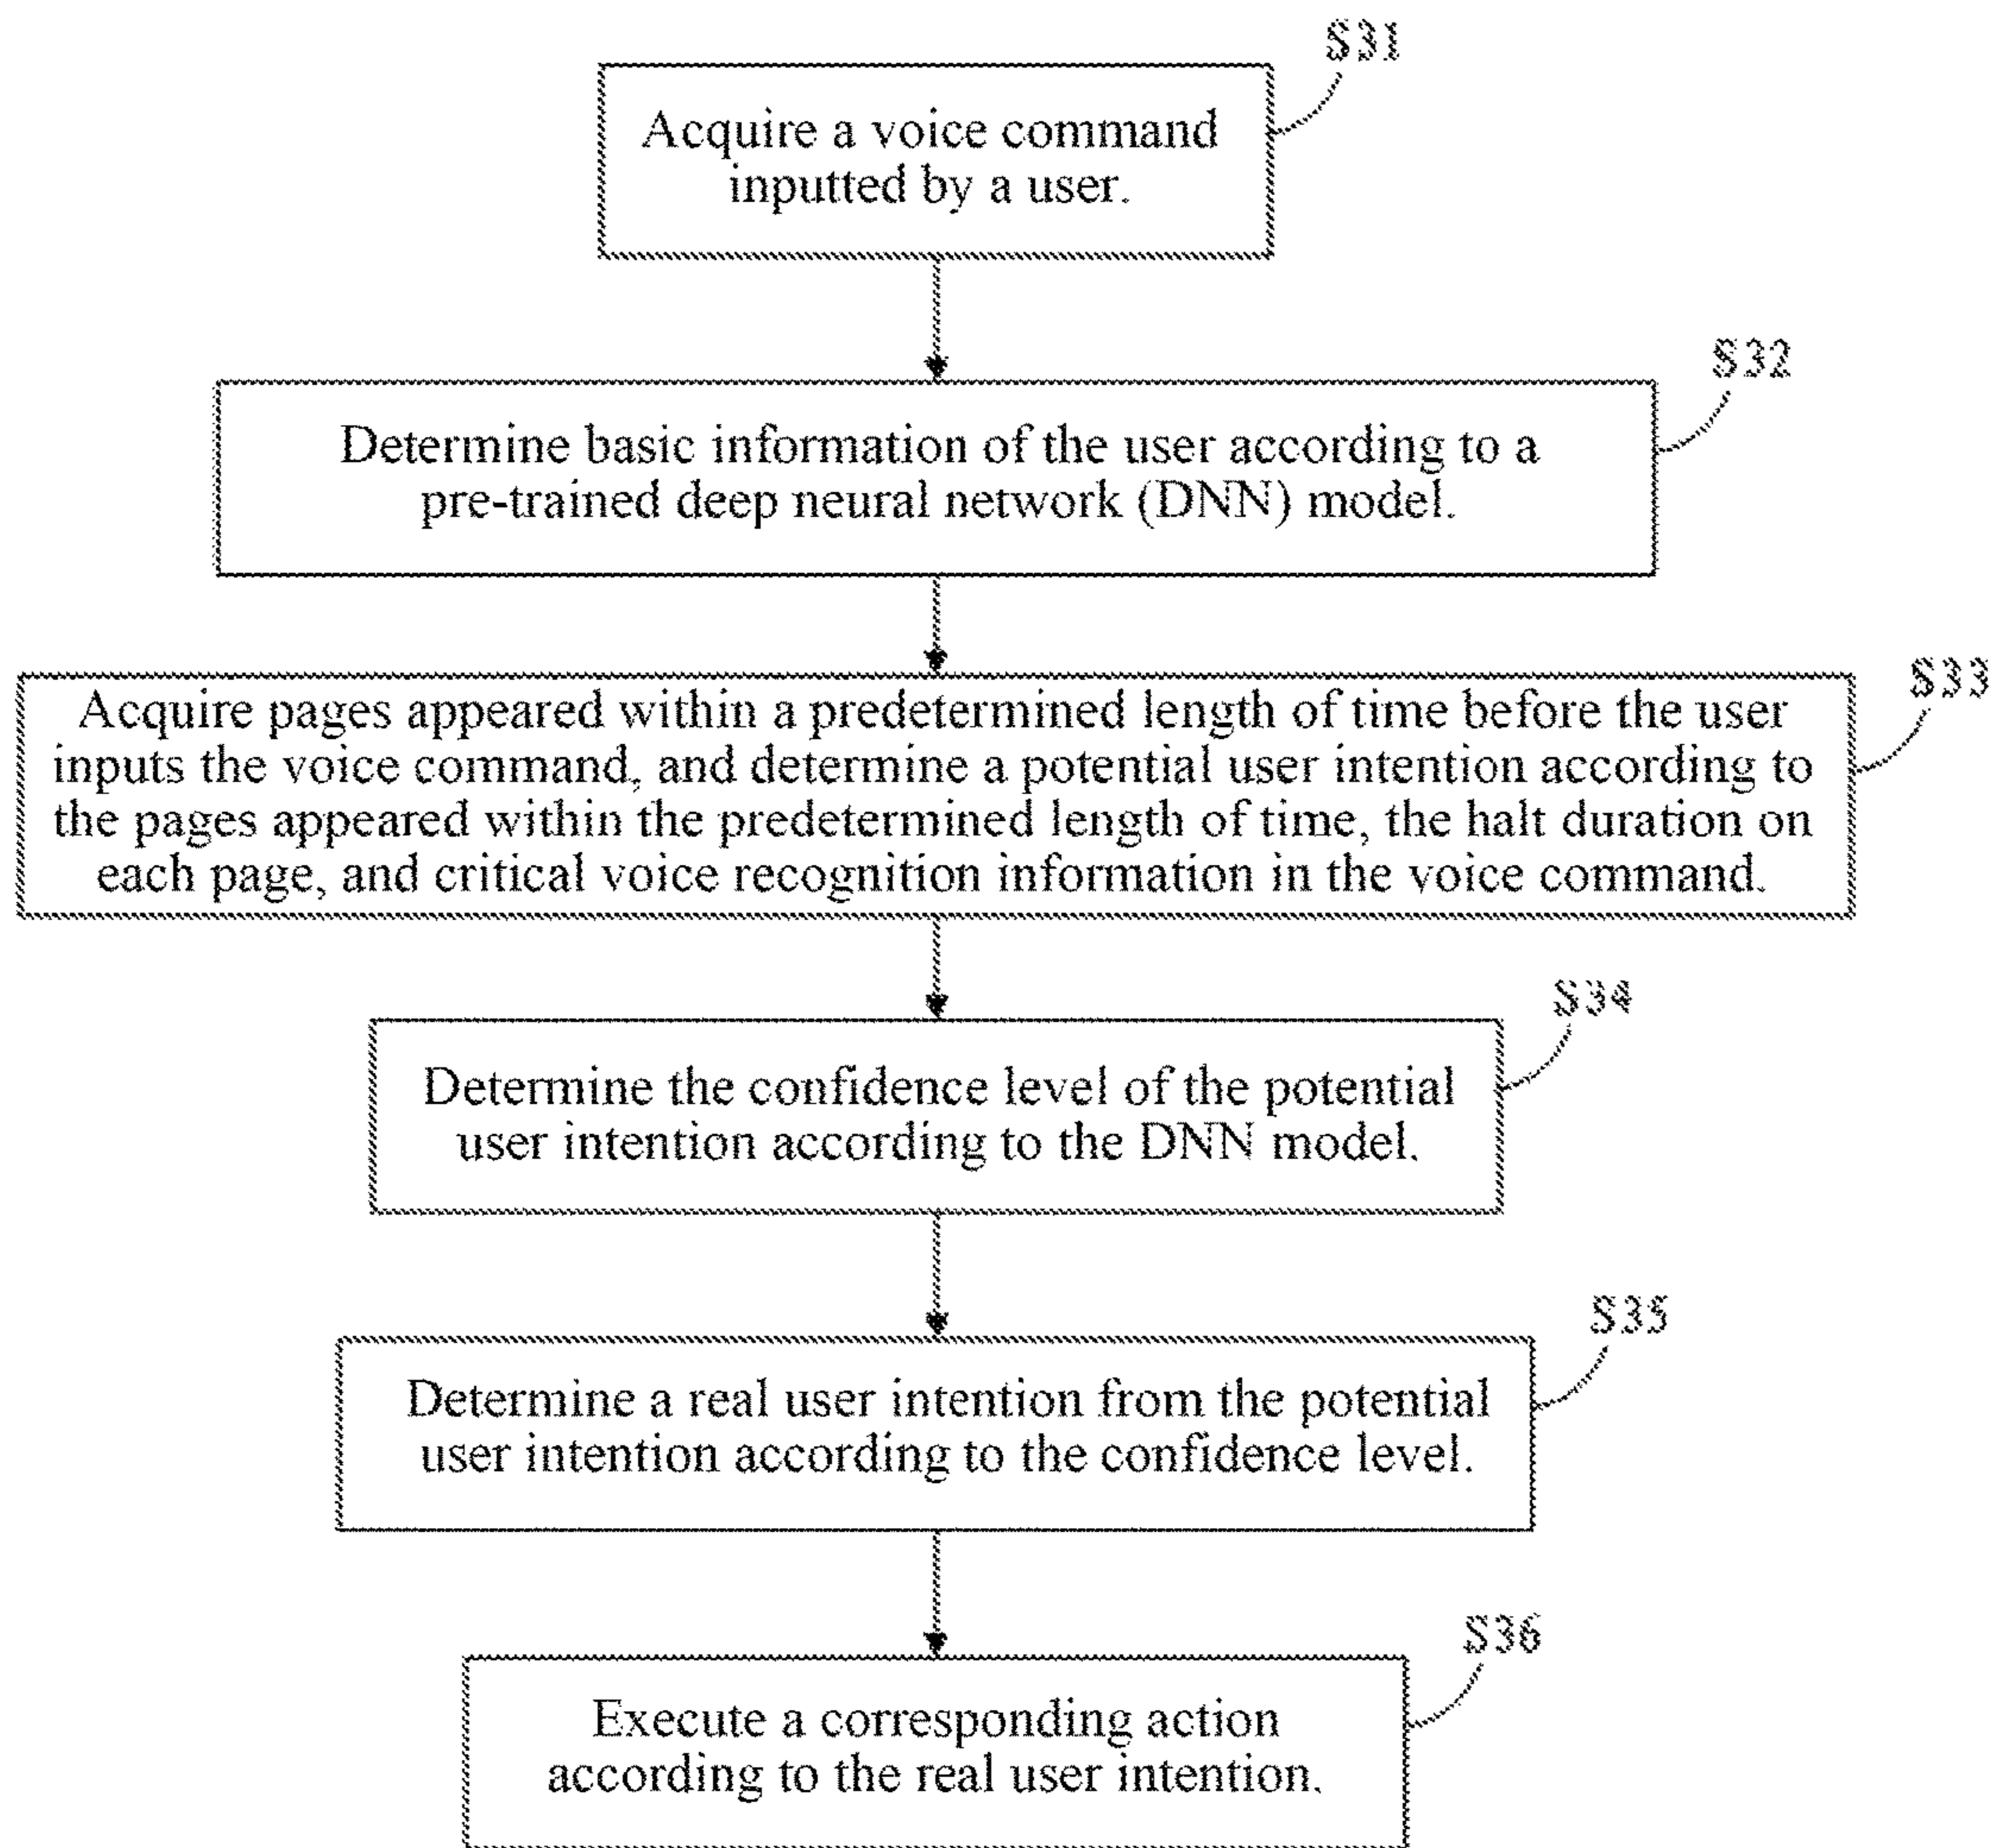 S31
Acquire a voice command
inputted by a user.
S32
Determine basic information of the user according to a
pre-trained deep neural network (DNN) model.
S33
Acquire pages appeared within a predetermined length of time before the user
inputs the voice command, and determine a potential user intention according to
the pages appeared within the predetermined length of time, the halt duration on
each page, and critical voice recognition information in the voice command.
S34
Determine the confidence level of the potential
user intention according to the DNN model.
S35
Determine a real user intention from the potential
user intention according to the confidence level.
S36
Execute a corresponding action
according to the real user intention.